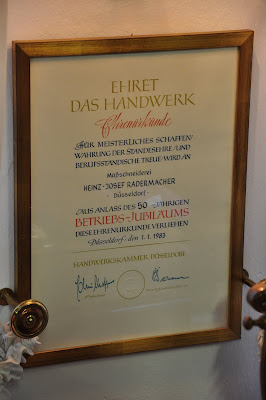 EHRET
DAS HANDWERK
Ehrenurkunde
FÜR MEISTERLICHES SCHAFFEN
WAHRUNG DER STANDESEHRE / UND
BERUFSSTÄNDISCHE TREUE / WIRD AN
Maßschneiderei
HEINZ-JOSEF RADERMACHER
-Düsseldorf-
AUS ANLASS DES 50-JÄHRIGEN
BETRIEBS-JUBILÄUMS
DIESE EHRENURKUNDE VERLIEHEN
Düsseldorf - den 1.1.1983
HANDWERKSKAMMER DÜSSELDORF